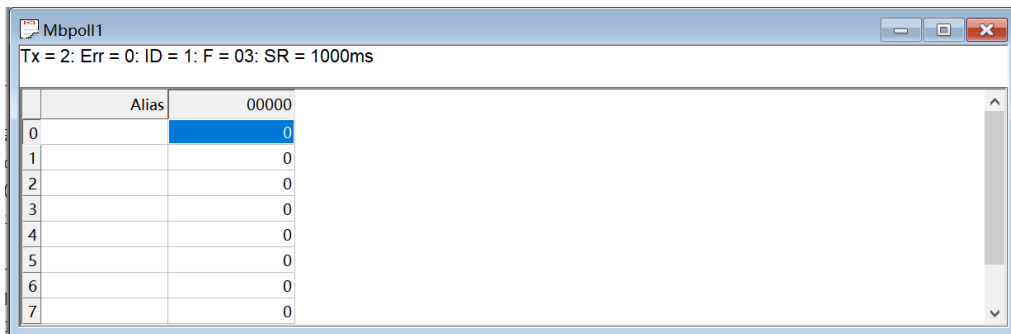 Mbpoll1
Tx = 2: Err = 0: ID = 1: F = 03: SR = 1000ms
Alias 00000
0 0
1 0
2 0
3 0
4 0
5 0
6 0
7 0